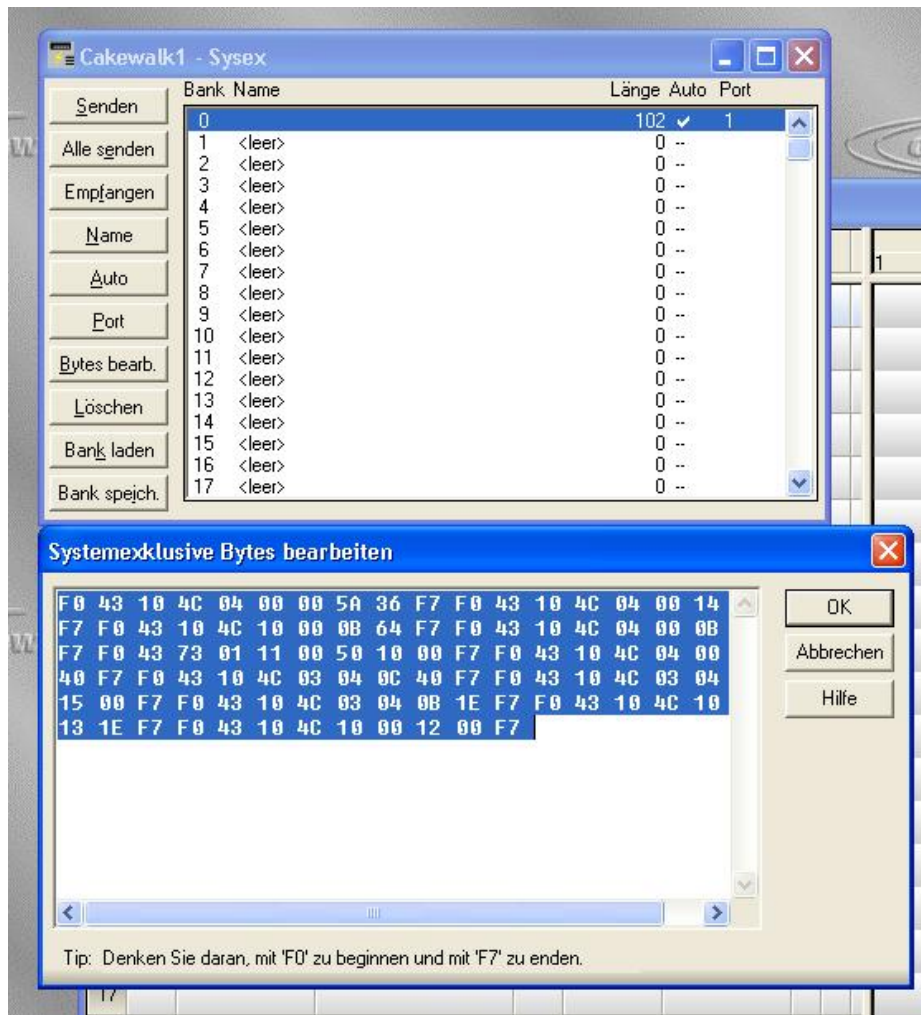 Cakewalk1 - Sysex
Bank Name Länge Auto Port
Senden
Alle senden
Empfangen
Name
Auto
Port
Bytes bearb.
Löschen
Bank laden
Bank speich.
0 102 ✔ 1
1 <leer> 0 --
2 <leer> 0 --
3 <leer> 0 --
4 <leer> 0 --
5 <leer> 0 --
6 <leer> 0 --
7 <leer> 0 --
8 <leer> 0 --
9 <leer> 0 --
10 <leer> 0 --
11 <leer> 0 --
12 <leer> 0 --
13 <leer> 0 --
14 <leer> 0 --
15 <leer> 0 --
16 <leer> 0 --
17 <leer> 0 --
1
Systemexklusive Bytes bearbeiten
F0 43 10 4C 04 00 00 5A 36 F7 F0 43 10 4C 04 00 14
F7 F0 43 10 4C 10 00 0B 64 F7 F0 43 10 4C 04 00 0B
F7 F0 43 73 01 11 00 50 10 00 F7 F0 43 10 4C 04 00
40 F7 F0 43 10 4C 03 04 0C 40 F7 F0 43 10 4C 03 04
15 00 F7 F0 43 10 4C 03 04 0B 1E F7 F0 43 10 4C 10
13 1E F7 F0 43 10 4C 10 00 12 00 F7
OK
Abbrechen
Hilfe
Tip: Denken Sie daran, mit 'F0' zu beginnen und mit 'F7' zu enden.
17